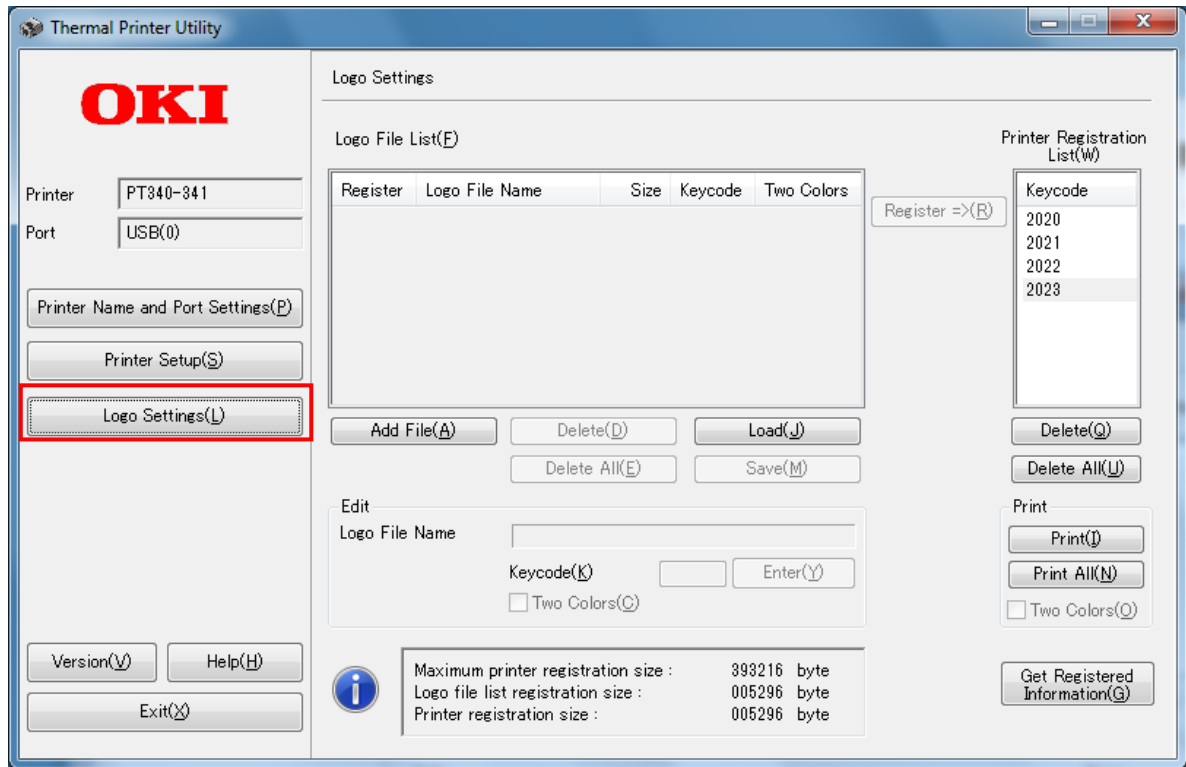 Thermal Printer Utility
OKI
Printer PT340-341
Port USB(0)
Printer Name and Port Settings(P)
Printer Setup(S)
Logo Settings(L)
Version(V) Help(H)
Exit(X)
Logo Settings
Logo File List(F)
Register Logo File Name Size Keycode Two Colors
Register =>(R)
Printer Registration
List(W)
Keycode
2020
2021
2022
2023
Add File(A) Delete(D) Load(J)
Delete All(E) Save(M)
Delete(Q)
Delete All(U)
Edit
Logo File Name
Keycode(K) Enter(Y)
Two Colors(C)
Print
Print(I)
Print All(N)
Two Colors(O)
Maximum printer registration size : 393216 byte
Logo file list registration size : 005296 byte
Printer registration size : 005296 byte
Get Registered
Information(G)